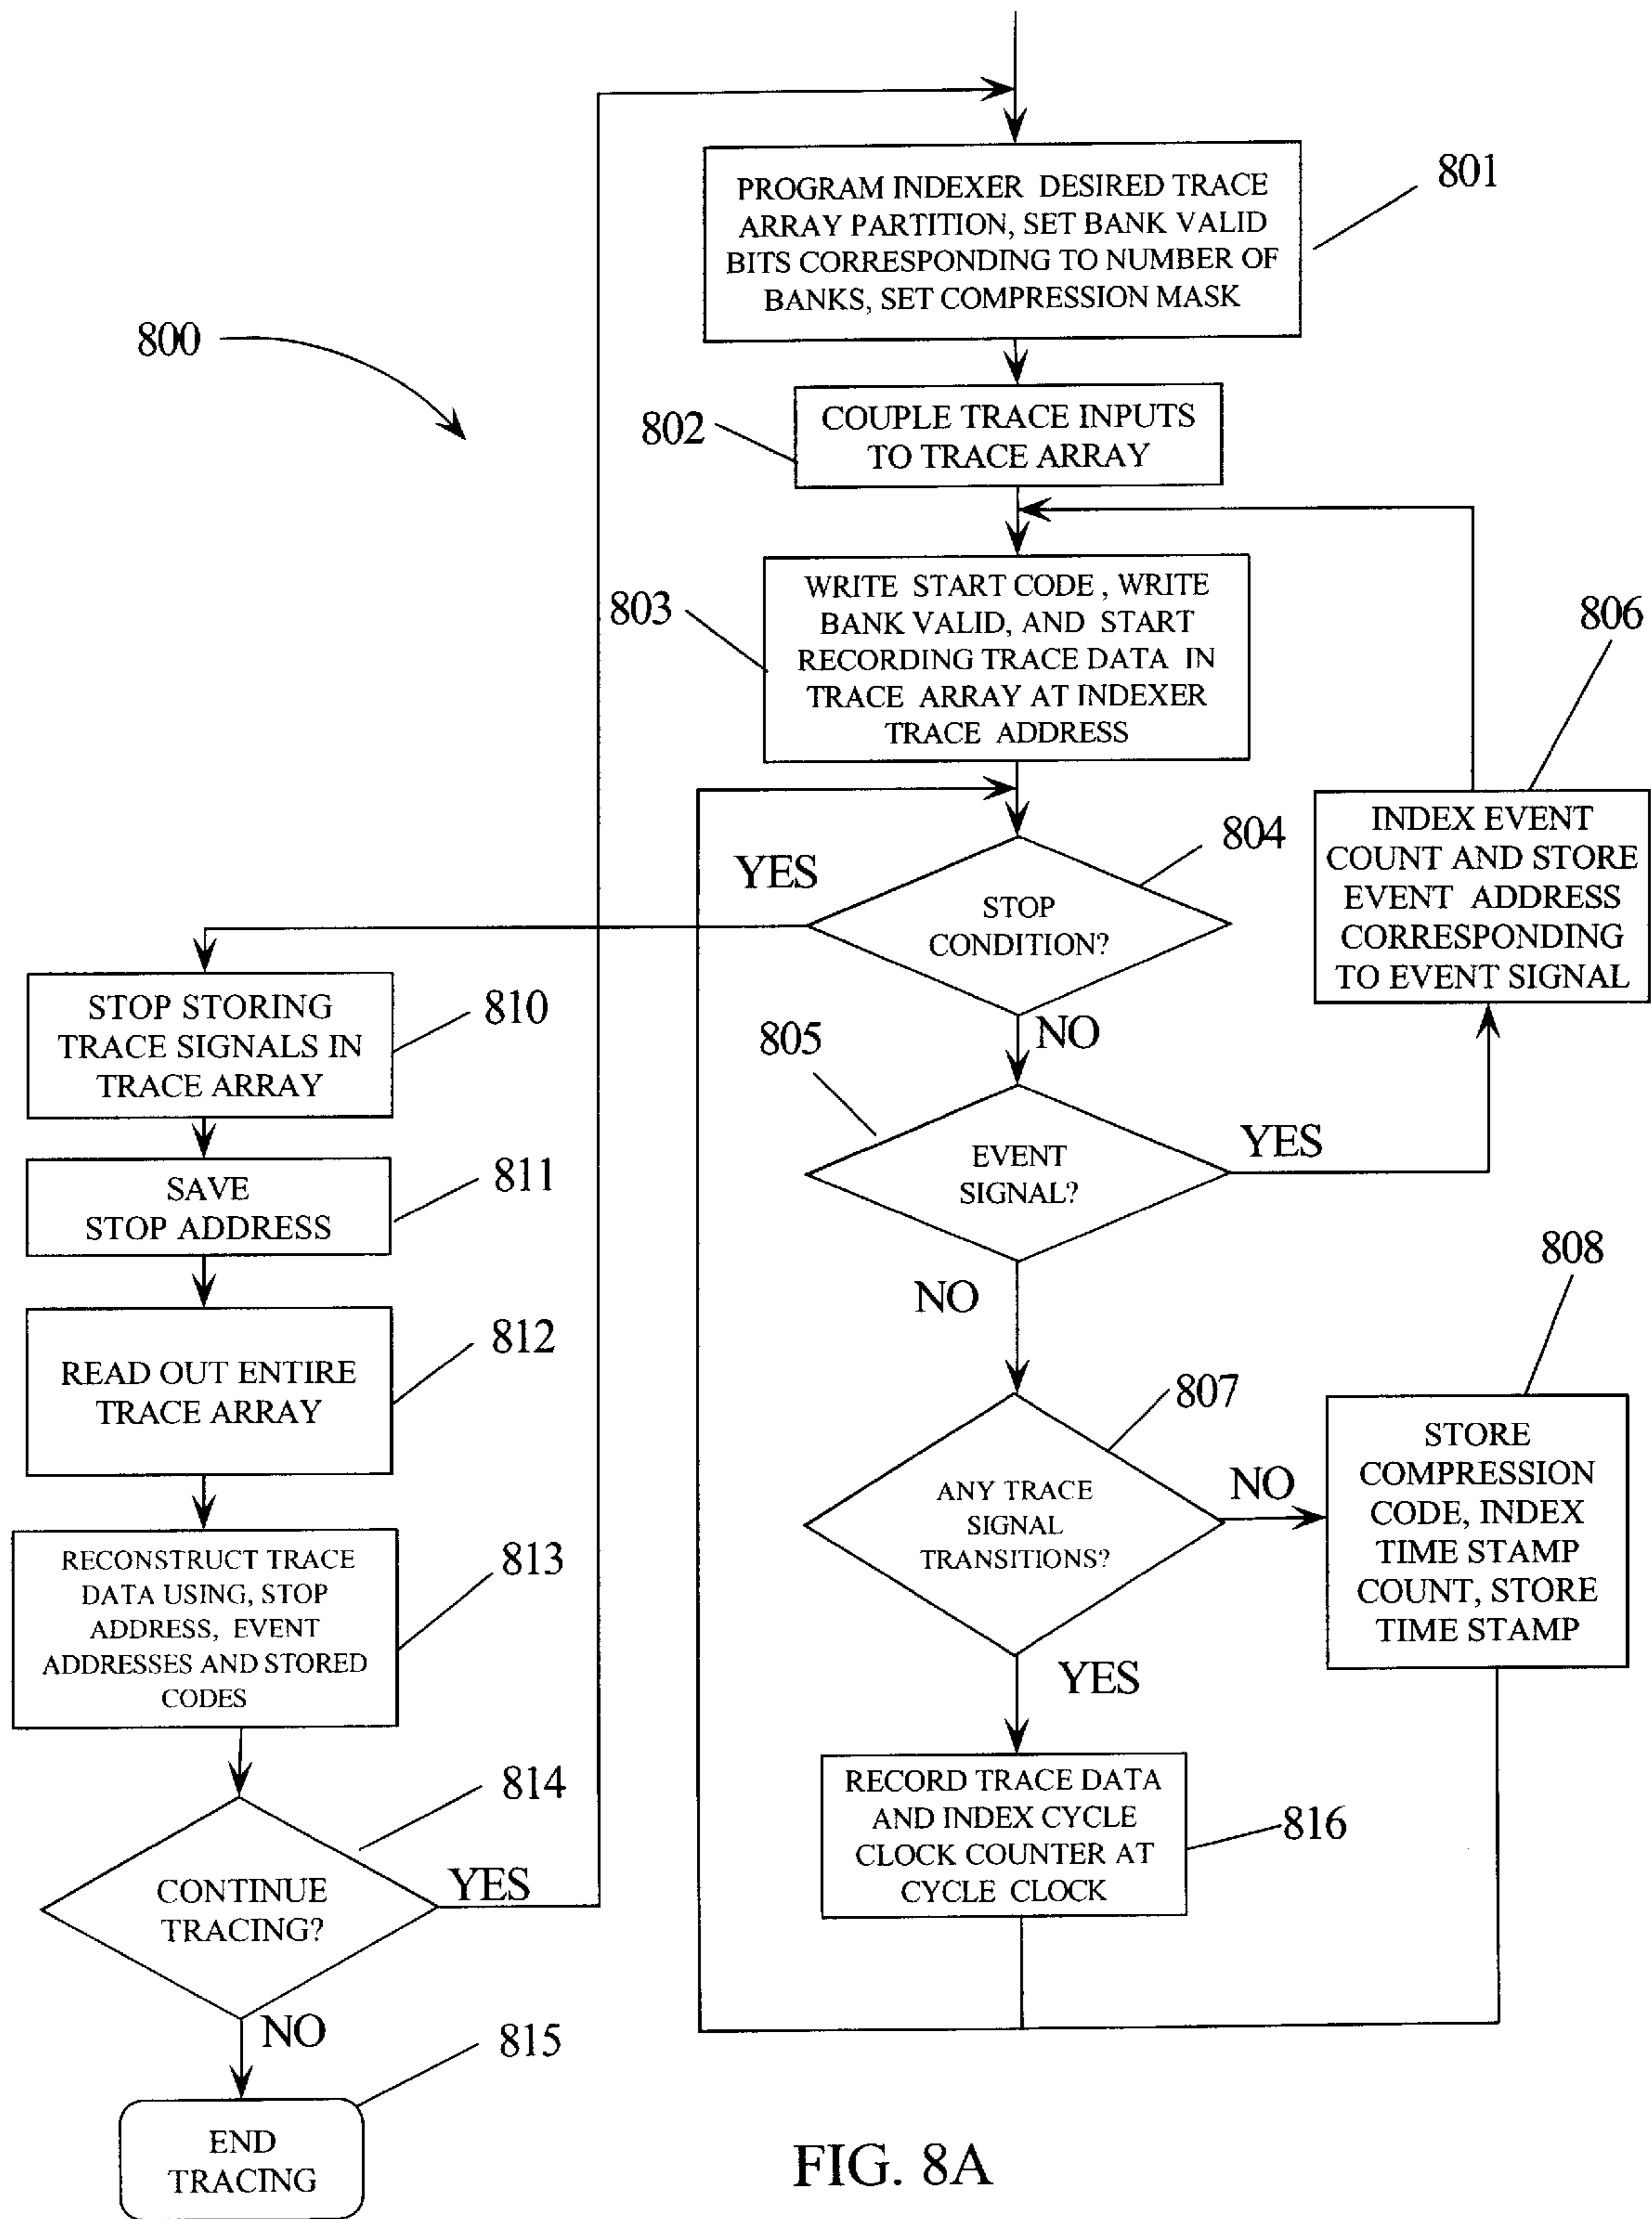 PROGRAM INDEXER DESIRED TRACE
ARRAY PARTITION, SET BANK VALID
BITS CORRESPONDING TO NUMBER OF
BANKS, SET COMPRESSION MASK
801
800
COUPLE TRACE INPUTS
TO TRACE ARRAY
802
WRITE START CODE , WRITE
BANK VALID, AND START
RECORDING TRACE DATA IN
TRACE ARRAY AT INDEXER
TRACE ADDRESS
803
806
INDEX EVENT
COUNT AND STORE
EVENT ADDRESS
CORRESPONDING
TO EVENT SIGNAL
804
YES
STOP
CONDITION?
NO
STOP STORING
TRACE SIGNALS IN
TRACE ARRAY
810
805
EVENT
SIGNAL?
YES
NO
SAVE
STOP ADDRESS
811
READ OUT ENTIRE
TRACE ARRAY
812
808
807
ANY TRACE
SIGNAL
TRANSITIONS?
NO
YES
STORE
COMPRESSION
CODE, INDEX
TIME STAMP
COUNT, STORE
TIME STAMP
RECONSTRUCT TRACE
DATA USING, STOP
ADDRESS, EVENT
ADDRESSES AND STORED
CODES
813
RECORD TRACE DATA
AND INDEX CYCLE
CLOCK COUNTER AT
CYCLE CLOCK
816
814
CONTINUE
TRACING?
YES
NO
815
END
TRACING
FIG. 8A